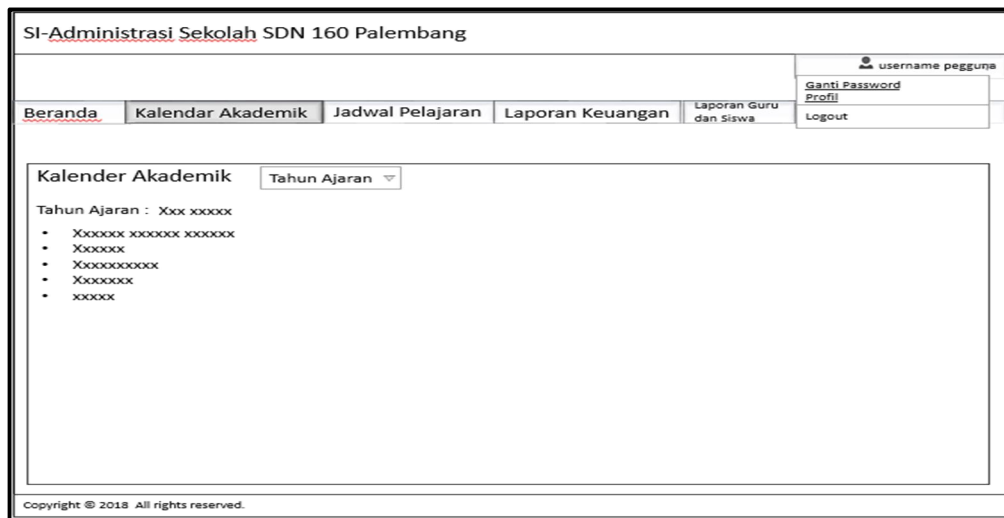 SI-Administrasi Sekolah SDN 160 Palembang
username pegguna
Ganti Password
Profil
Logout
Beranda
Kalendar Akademik
Jadwal Pelajaran
Laporan Keuangan
Laporan Guru
dan Siswa
Kalender Akademik
Tahun Ajaran
Tahun Ajaran : Xxx xxxxx
• Xxxxxx xxxxxx xxxxxx
• Xxxxxx
• Xxxxxxxxxx
• Xxxxxxx
• xxxxx
Copyright © 2018 All rights reserved.